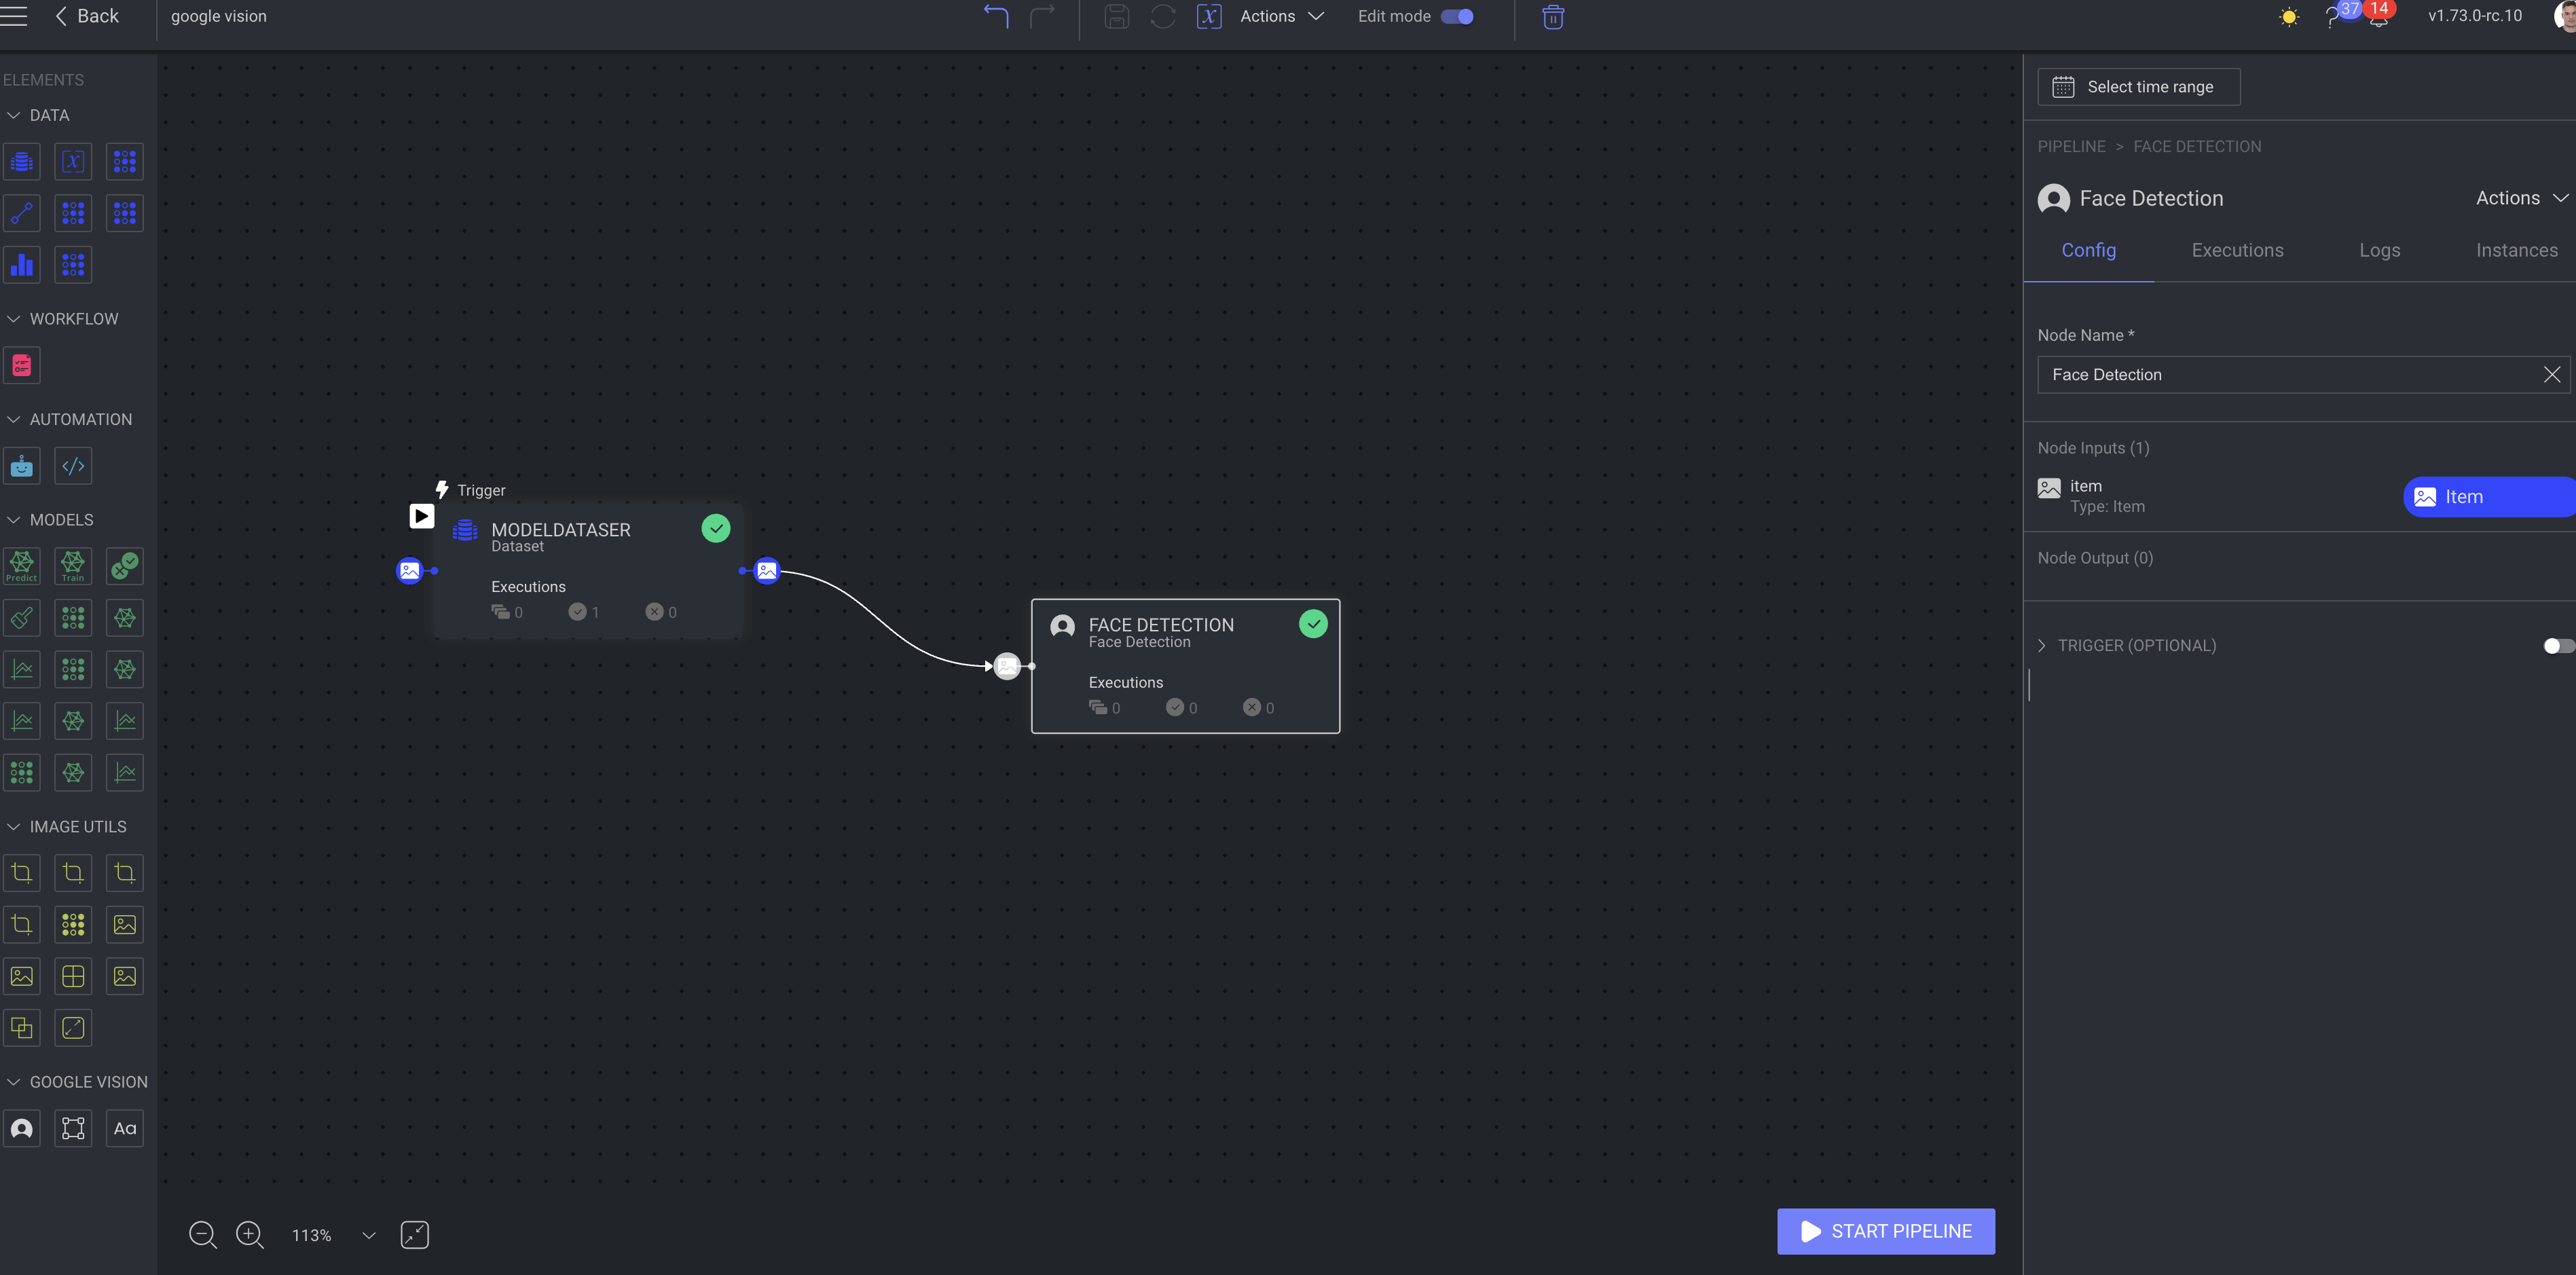 Back
google vision
Actions
Edit mode
37
14
v1.73.0-rc.10
ELEMENTS
DATA
WORKFLOW
AUTOMATION
MODELS
Predict
Train
IMAGE UTILS
GOOGLE VISION
Aa
Trigger
MODELDATASER
Dataset
Executions
0 1 0
FACE DETECTION
Face Detection
Executions
0 0 0
113%
START PIPELINE
Select time range
PIPELINE > FACE DETECTION
Face Detection
Actions
Config Executions Logs Instances
Node Name *
Face Detection
Node Inputs (1)
item
Type: Item
Item
Node Output (0)
TRIGGER (OPTIONAL)